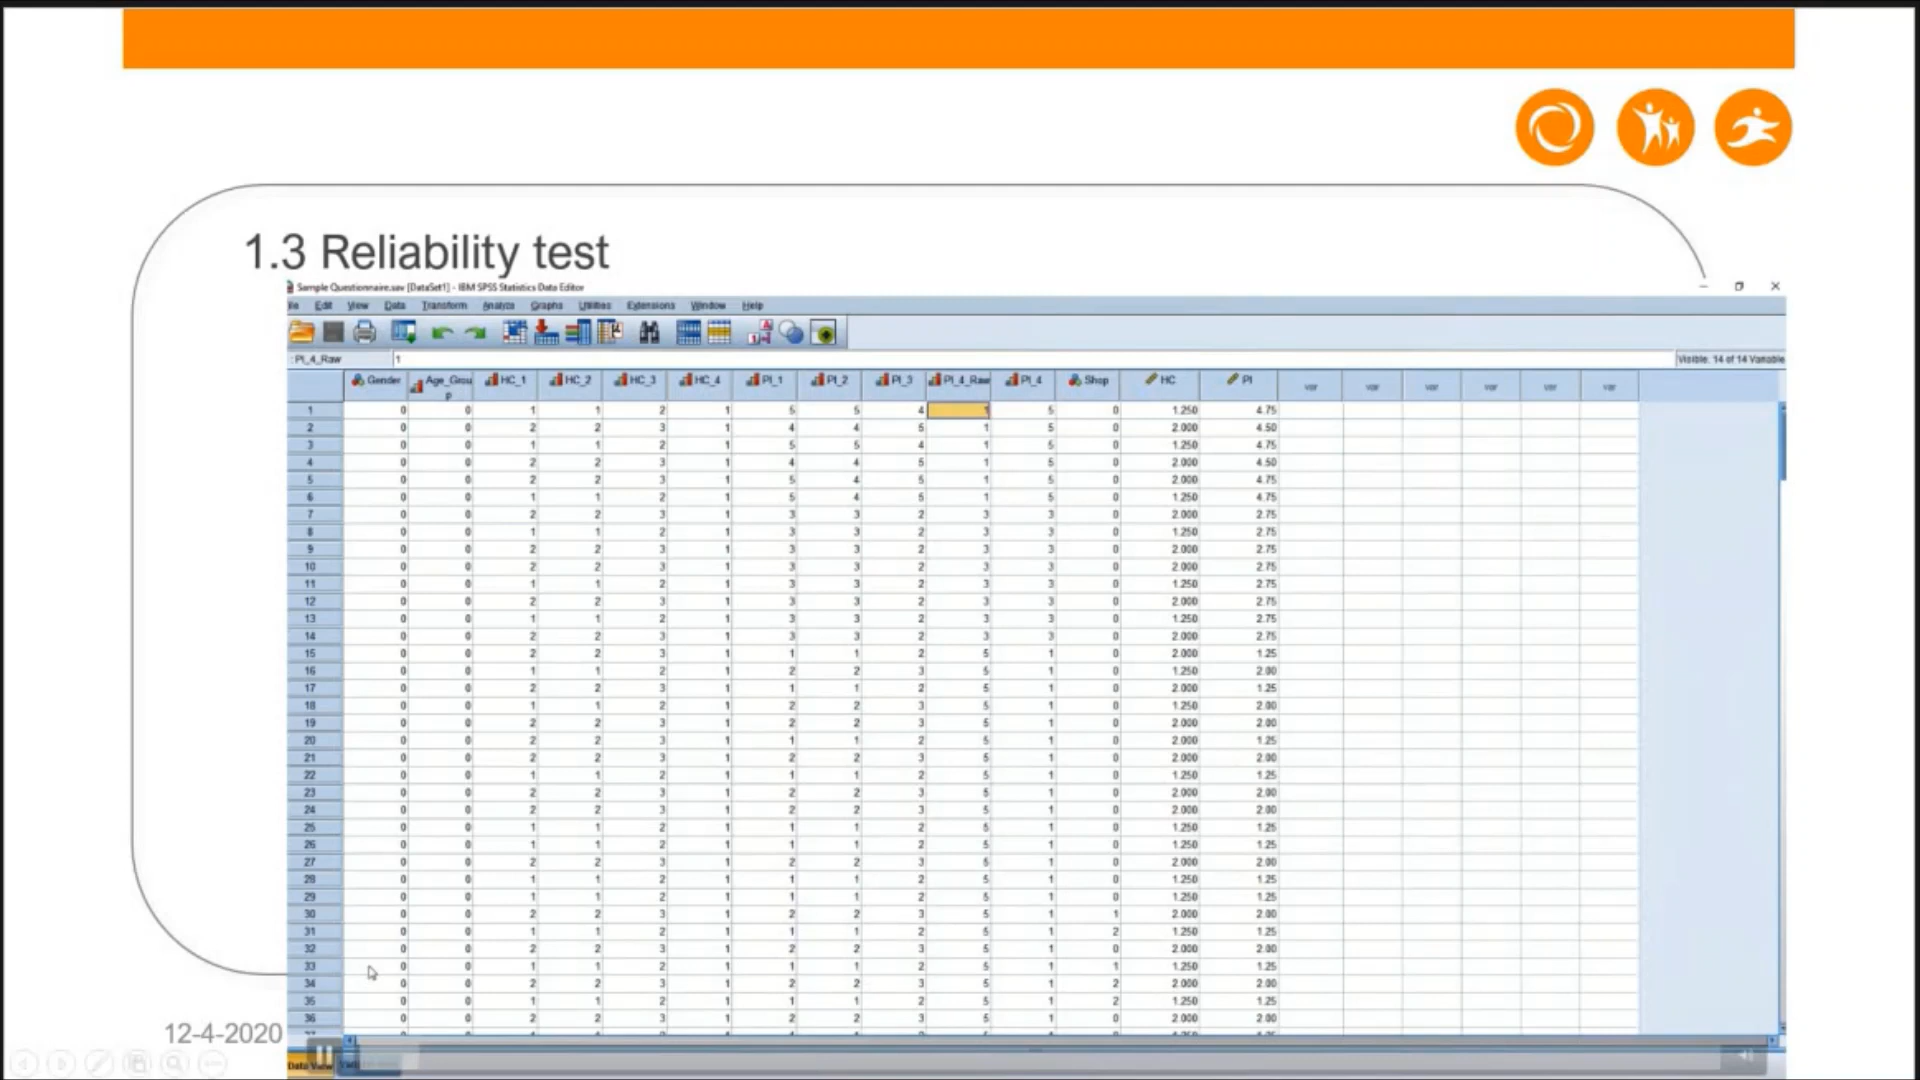 1.3 Reliability test
Sample Questionnaire.sav [DataSet1] - IBM SPSS Statistics Data Editor
ile Edit View Data Transform Analyze Graphs Utilities Extensions Window Help
: PI_4_Raw 1 Visible: 14 of 14 Variable
Gender Age_Grou p HC_1 HC_2 HC_3 HC_4 PI_1 PI_2 PI_3 PI_4_Raw PI_4 Shop HC PI var var var var var var
1 0 0 1 1 2 1 5 5 4 1 5 0 1.250 4.75
2 0 0 2 2 3 1 4 4 5 1 5 0 2.000 4.50
3 0 0 1 1 2 1 5 5 4 1 5 0 1.250 4.75
4 0 0 2 2 3 1 4 4 5 1 5 0 2.000 4.50
5 0 0 2 2 3 1 5 4 5 1 5 0 2.000 4.75
6 0 0 1 1 2 1 5 4 5 1 5 0 1.250 4.75
7 0 0 2 2 3 1 3 3 2 3 3 0 2.000 2.75
8 0 0 1 1 2 1 3 3 2 3 3 0 1.250 2.75
9 0 0 2 2 3 1 3 3 2 3 3 0 2.000 2.75
10 0 0 2 2 3 1 3 3 2 3 3 0 2.000 2.75
11 0 0 1 1 2 1 3 3 2 3 3 0 1.250 2.75
12 0 0 2 2 3 1 3 3 2 3 3 0 2.000 2.75
13 0 0 1 1 2 1 3 3 2 3 3 0 1.250 2.75
14 0 0 2 2 3 1 3 3 2 3 3 0 2.000 2.75
15 0 0 2 2 3 1 1 1 2 5 1 0 2.000 1.25
16 0 0 1 1 2 1 2 2 3 5 1 0 1.250 2.00
17 0 0 2 2 3 1 1 1 2 5 1 0 2.000 1.25
18 0 0 1 1 2 1 2 2 3 5 1 0 1.250 2.00
19 0 0 2 2 3 1 2 2 3 5 1 0 2.000 2.00
20 0 0 2 2 3 1 1 1 2 5 1 0 2.000 1.25
21 0 0 2 2 3 1 2 2 3 5 1 0 2.000 2.00
22 0 0 1 1 2 1 1 1 2 5 1 0 1.250 1.25
23 0 0 2 2 3 1 2 2 3 5 1 0 2.000 2.00
24 0 0 2 2 3 1 2 2 3 5 1 0 2.000 2.00
25 0 0 1 1 2 1 1 1 2 5 1 0 1.250 1.25
26 0 0 1 1 2 1 1 1 2 5 1 0 1.250 1.25
27 0 0 2 2 3 1 2 2 3 5 1 0 2.000 2.00
28 0 0 1 1 2 1 1 1 2 5 1 0 1.250 1.25
29 0 0 1 1 2 1 1 1 2 5 1 0 1.250 1.25
30 0 0 2 2 3 1 2 2 3 5 1 1 2.000 2.00
31 0 0 1 1 2 1 1 1 2 5 1 2 1.250 1.25
32 0 0 2 2 3 1 2 2 3 5 1 0 2.000 2.00
33 0 0 1 1 2 1 1 1 2 5 1 1 1.250 1.25
34 0 0 2 2 3 1 2 2 3 5 1 2 2.000 2.00
35 0 0 1 1 2 1 1 1 2 5 1 2 1.250 1.25
36 0 0 2 2 3 1 2 2 3 5 1 0 2.000 2.00
12-4-2020
Data View